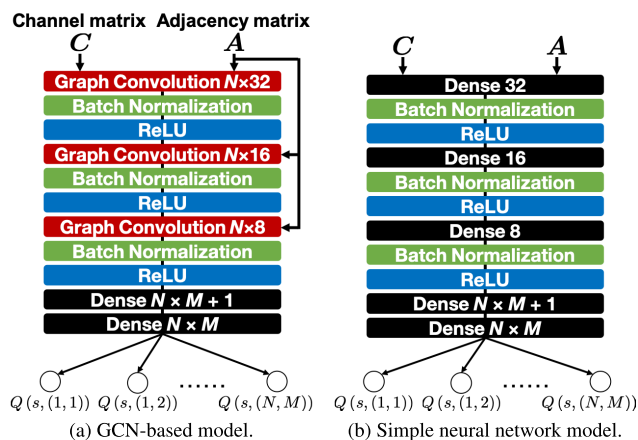 Channel matrix
Adjacency matrix
C
A
Graph Convolution N×32
Batch Normalization
ReLU
Graph Convolution N×16
Batch Normalization
ReLU
Graph Convolution N×8
Batch Normalization
ReLU
Dense N × M + 1
Dense N × M
......
Q (s, (1, 1))
Q (s, (1, 2))
Q (s, (N, M))
(a) GCN-based model.
C
A
Dense 32
Batch Normalization
ReLU
Dense 16
Batch Normalization
ReLU
Dense 8
Batch Normalization
ReLU
Dense N × M + 1
Dense N × M
......
Q (s, (1, 1))
Q (s, (1, 2))
Q (s, (N, M))
(b) Simple neural network model.